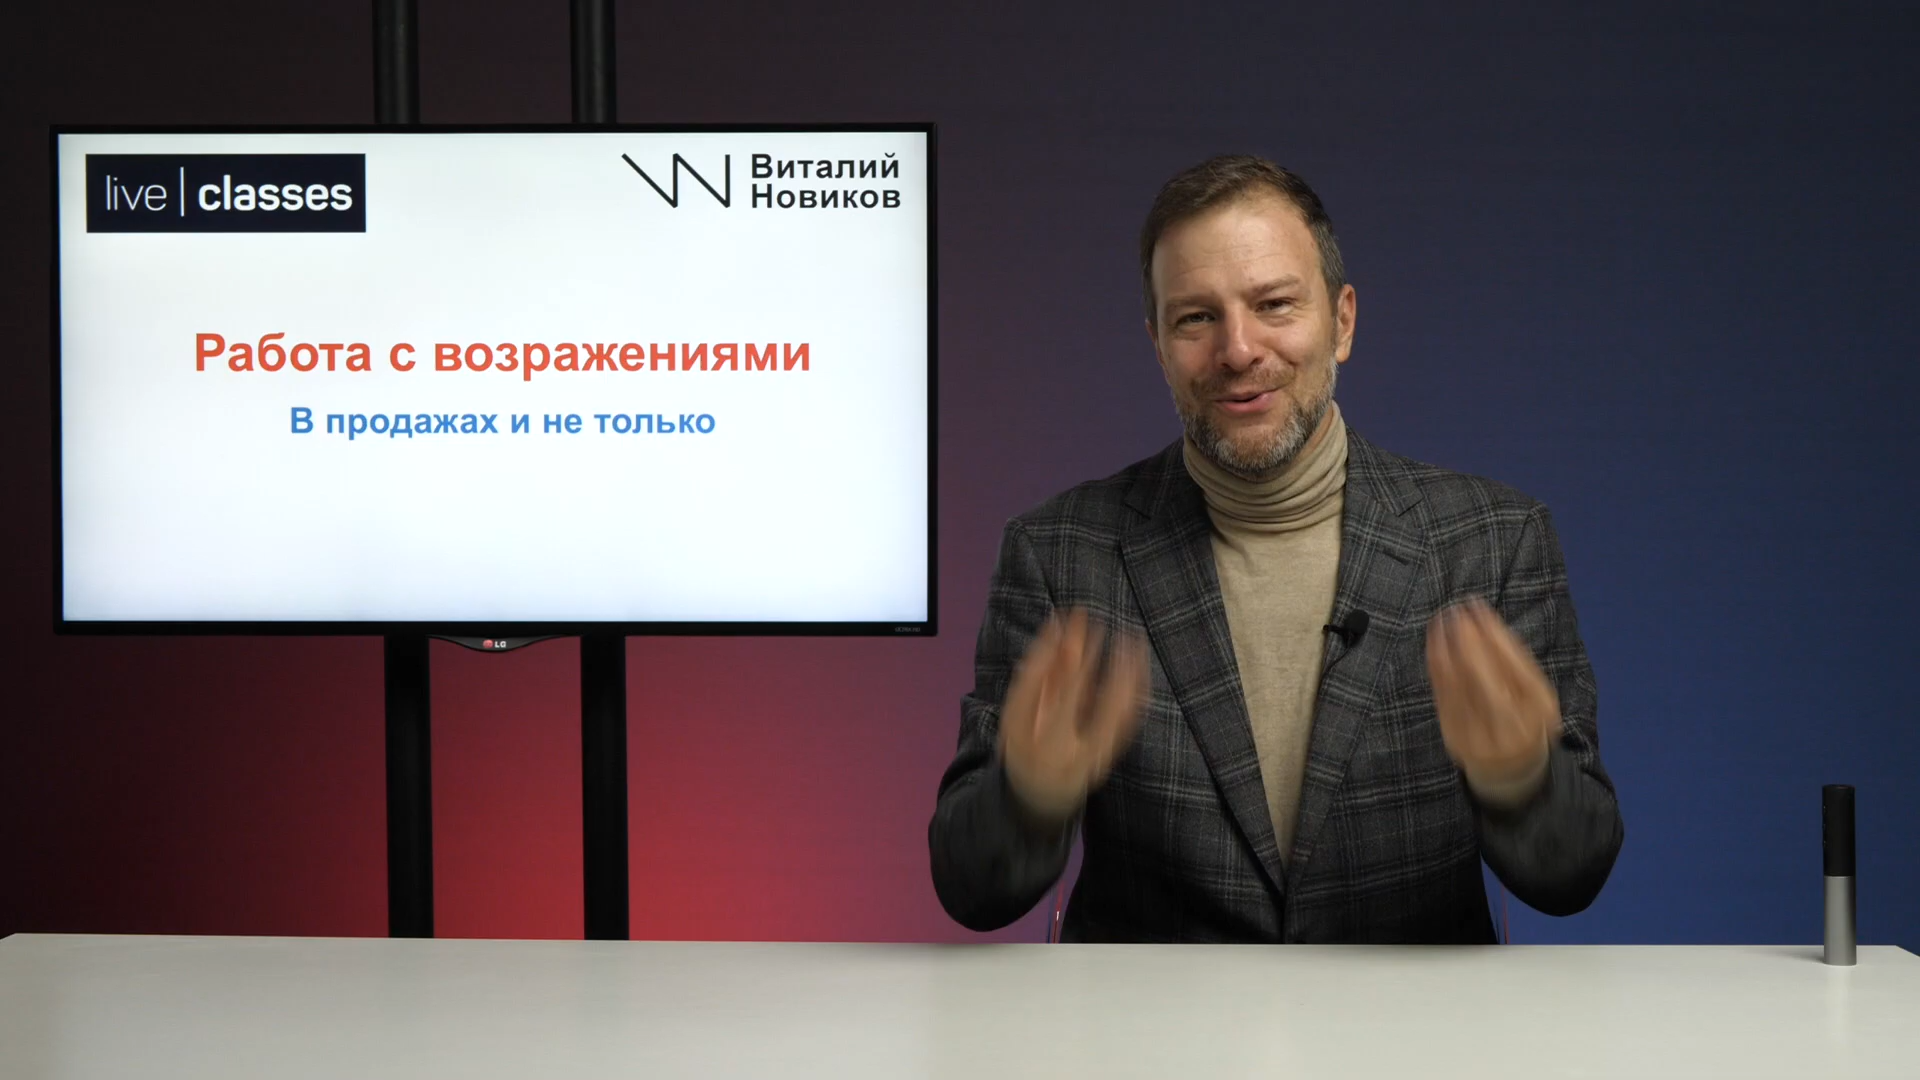 live | classes
Виталий
Новиков
Работа с возражениями
В продажах и не только
LG